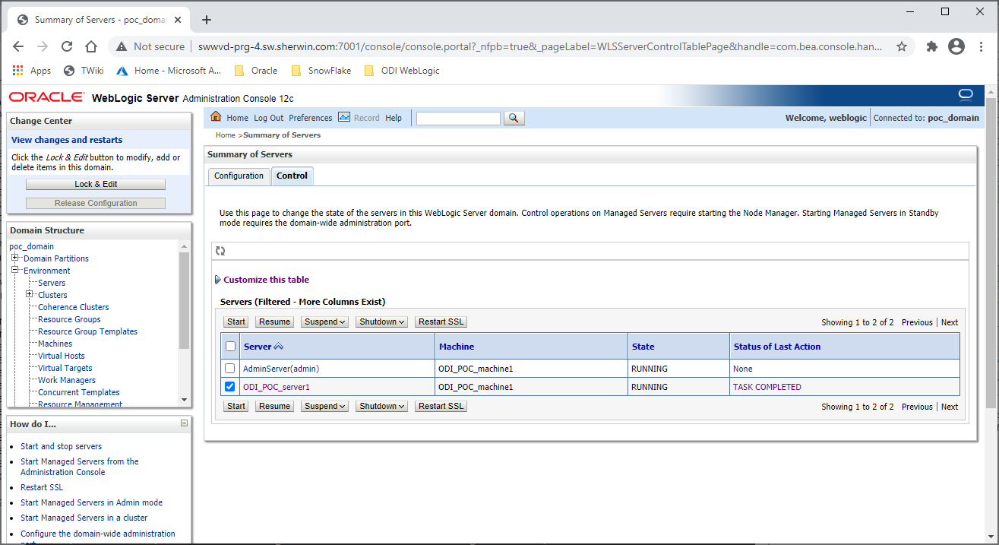 Summary of Servers - poc_domai
Not secure | swwvd-prg-4.sw.sherwin.com:7001/console/console.portal?_nfpb=true&_pageLabel=WLSServerControlTablePage&handle=com.bea.console.han...
Apps TWiki Home - Microsoft A... Oracle SnowFlake ODI WebLogic
ORACLE WebLogic Server Administration Console 12c
Change Center
View changes and restarts
Click the Lock & Edit button to modify, add or
delete items in this domain.
Lock & Edit
Release Configuration
Domain Structure
poc_domain
Domain Partitions
Environment
Servers
Clusters
Coherence Clusters
Resource Groups
Resource Group Templates
Machines
Virtual Hosts
Virtual Targets
Work Managers
Concurrent Templates
Resource Management
How do I...
Start and stop servers
Start Managed Servers from the
Administration Console
Restart SSL
Start Managed Servers in Admin mode
Start Managed Servers in a cluster
Configure the domain-wide administration
Home Log Out Preferences Record Help
Welcome, weblogic Connected to: poc_domain
Home >Summary of Servers
Summary of Servers
Configuration Control
Use this page to change the state of the servers in this WebLogic Server domain. Control operations on Managed Servers require starting the Node Manager. Starting Managed Servers in Standby
mode requires the domain-wide administration port.
Customize this table
Servers (Filtered - More Columns Exist)
Start Resume Suspend Shutdown Restart SSL Showing 1 to 2 of 2 Previous | Next
Server Machine State Status of Last Action
AdminServer(admin) ODI_POC_machine1 RUNNING None
ODI_POC_server1 ODI_POC_machine1 RUNNING TASK COMPLETED
Start Resume Suspend Shutdown Restart SSL Showing 1 to 2 of 2 Previous | Next